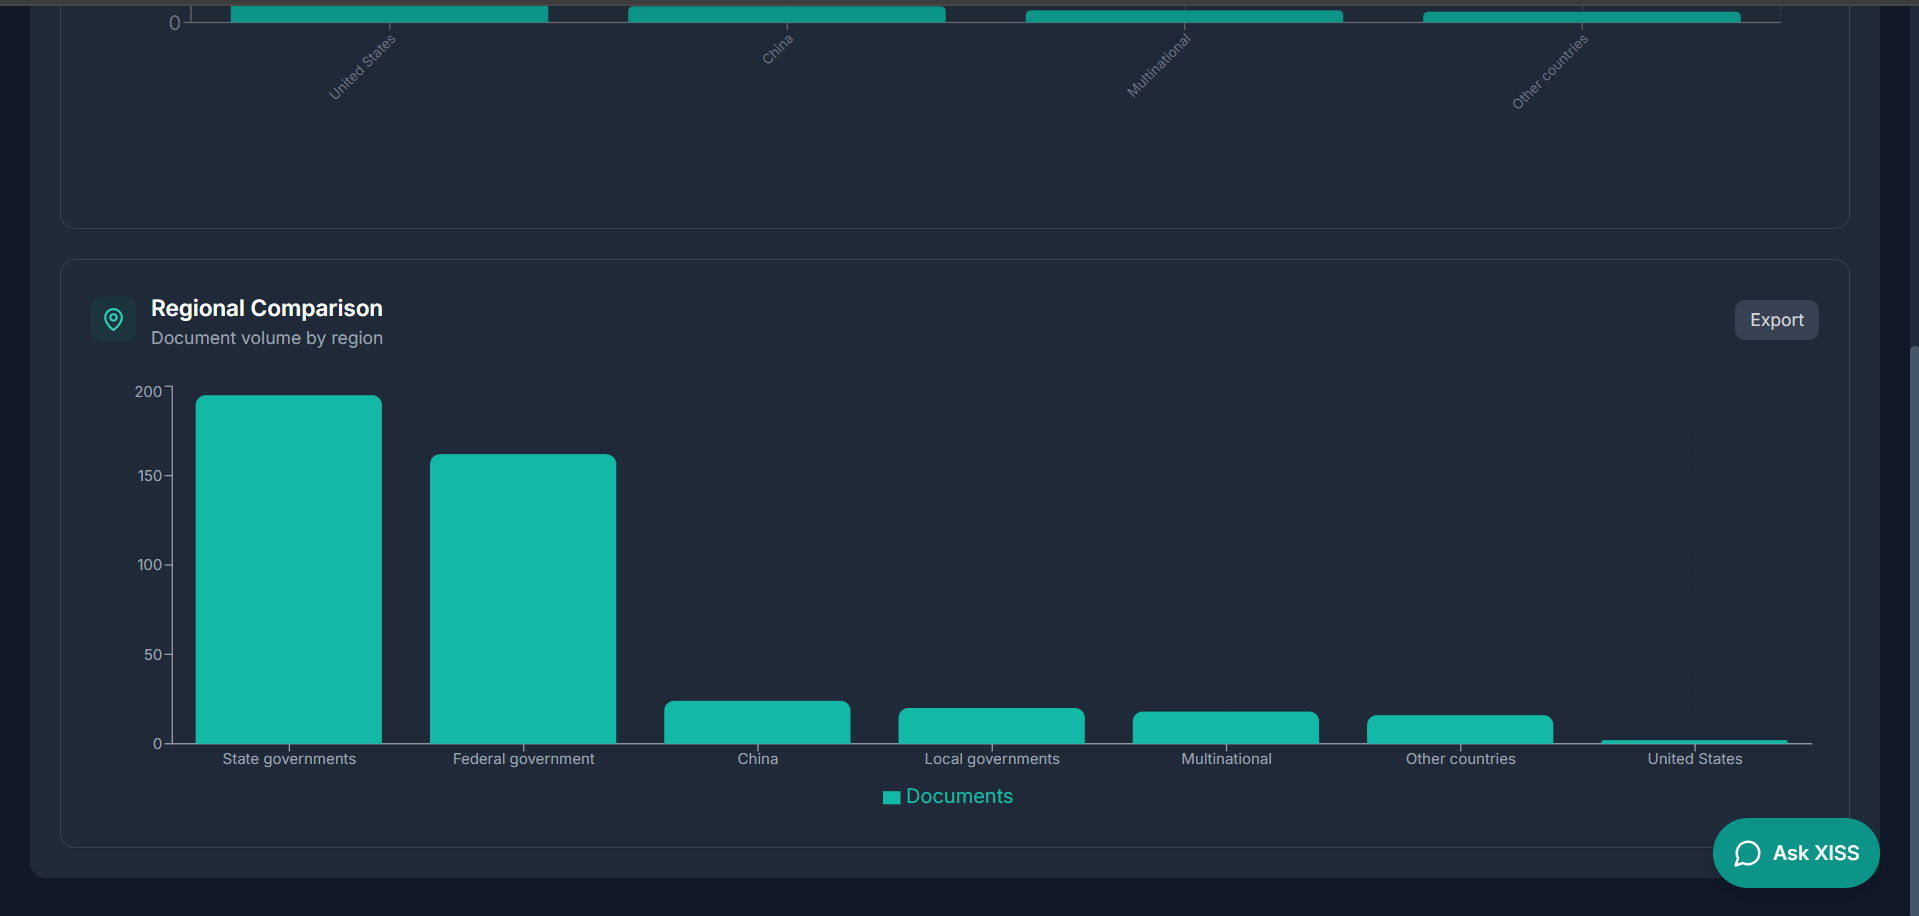 0
United States
China
Multinational
Other countries
Regional Comparison
Document volume by region
Export
200
150
100
50
0
State governments
Federal government
China
Local governments
Multinational
Other countries
United States
Documents
Ask XISS